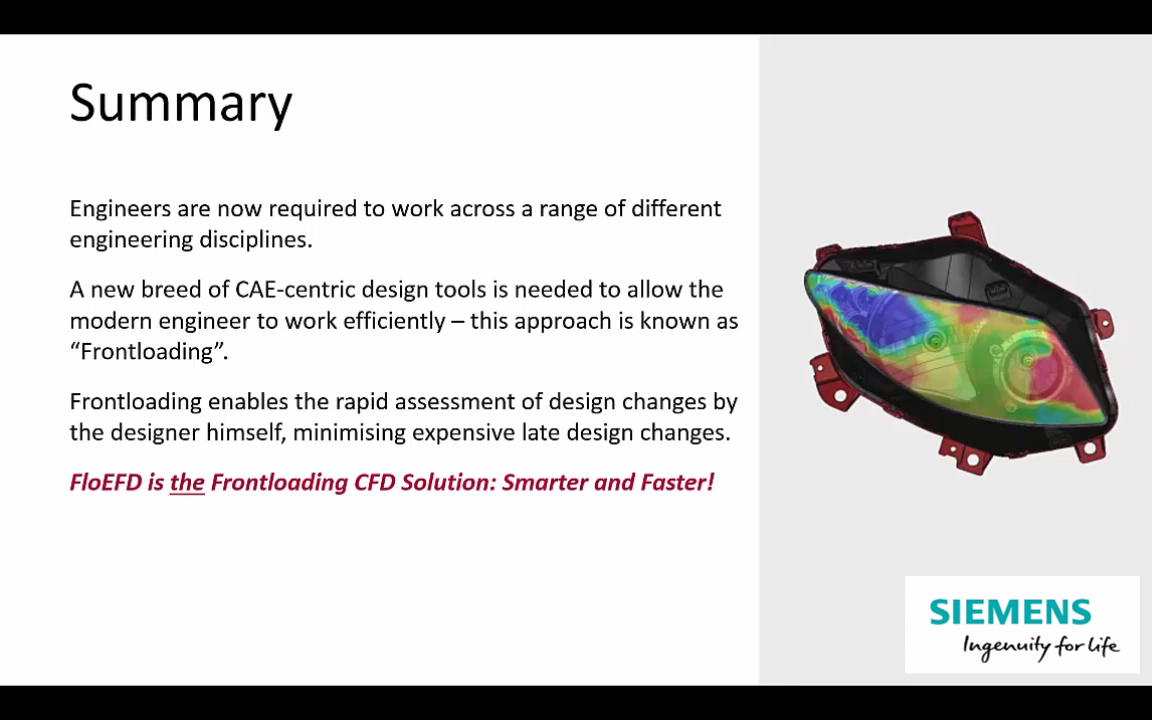 Summary
Engineers are now required to work across a range of different
engineering disciplines.
A new breed of CAE-centric design tools is needed to allow the
modern engineer to work efficiently – this approach is known as
“Frontloading”.
Frontloading enables the rapid assessment of design changes by
the designer himself, minimising expensive late design changes.
FloEFD is the Frontloading CFD Solution: Smarter and Faster!
SIEMENS
Ingenuity for life